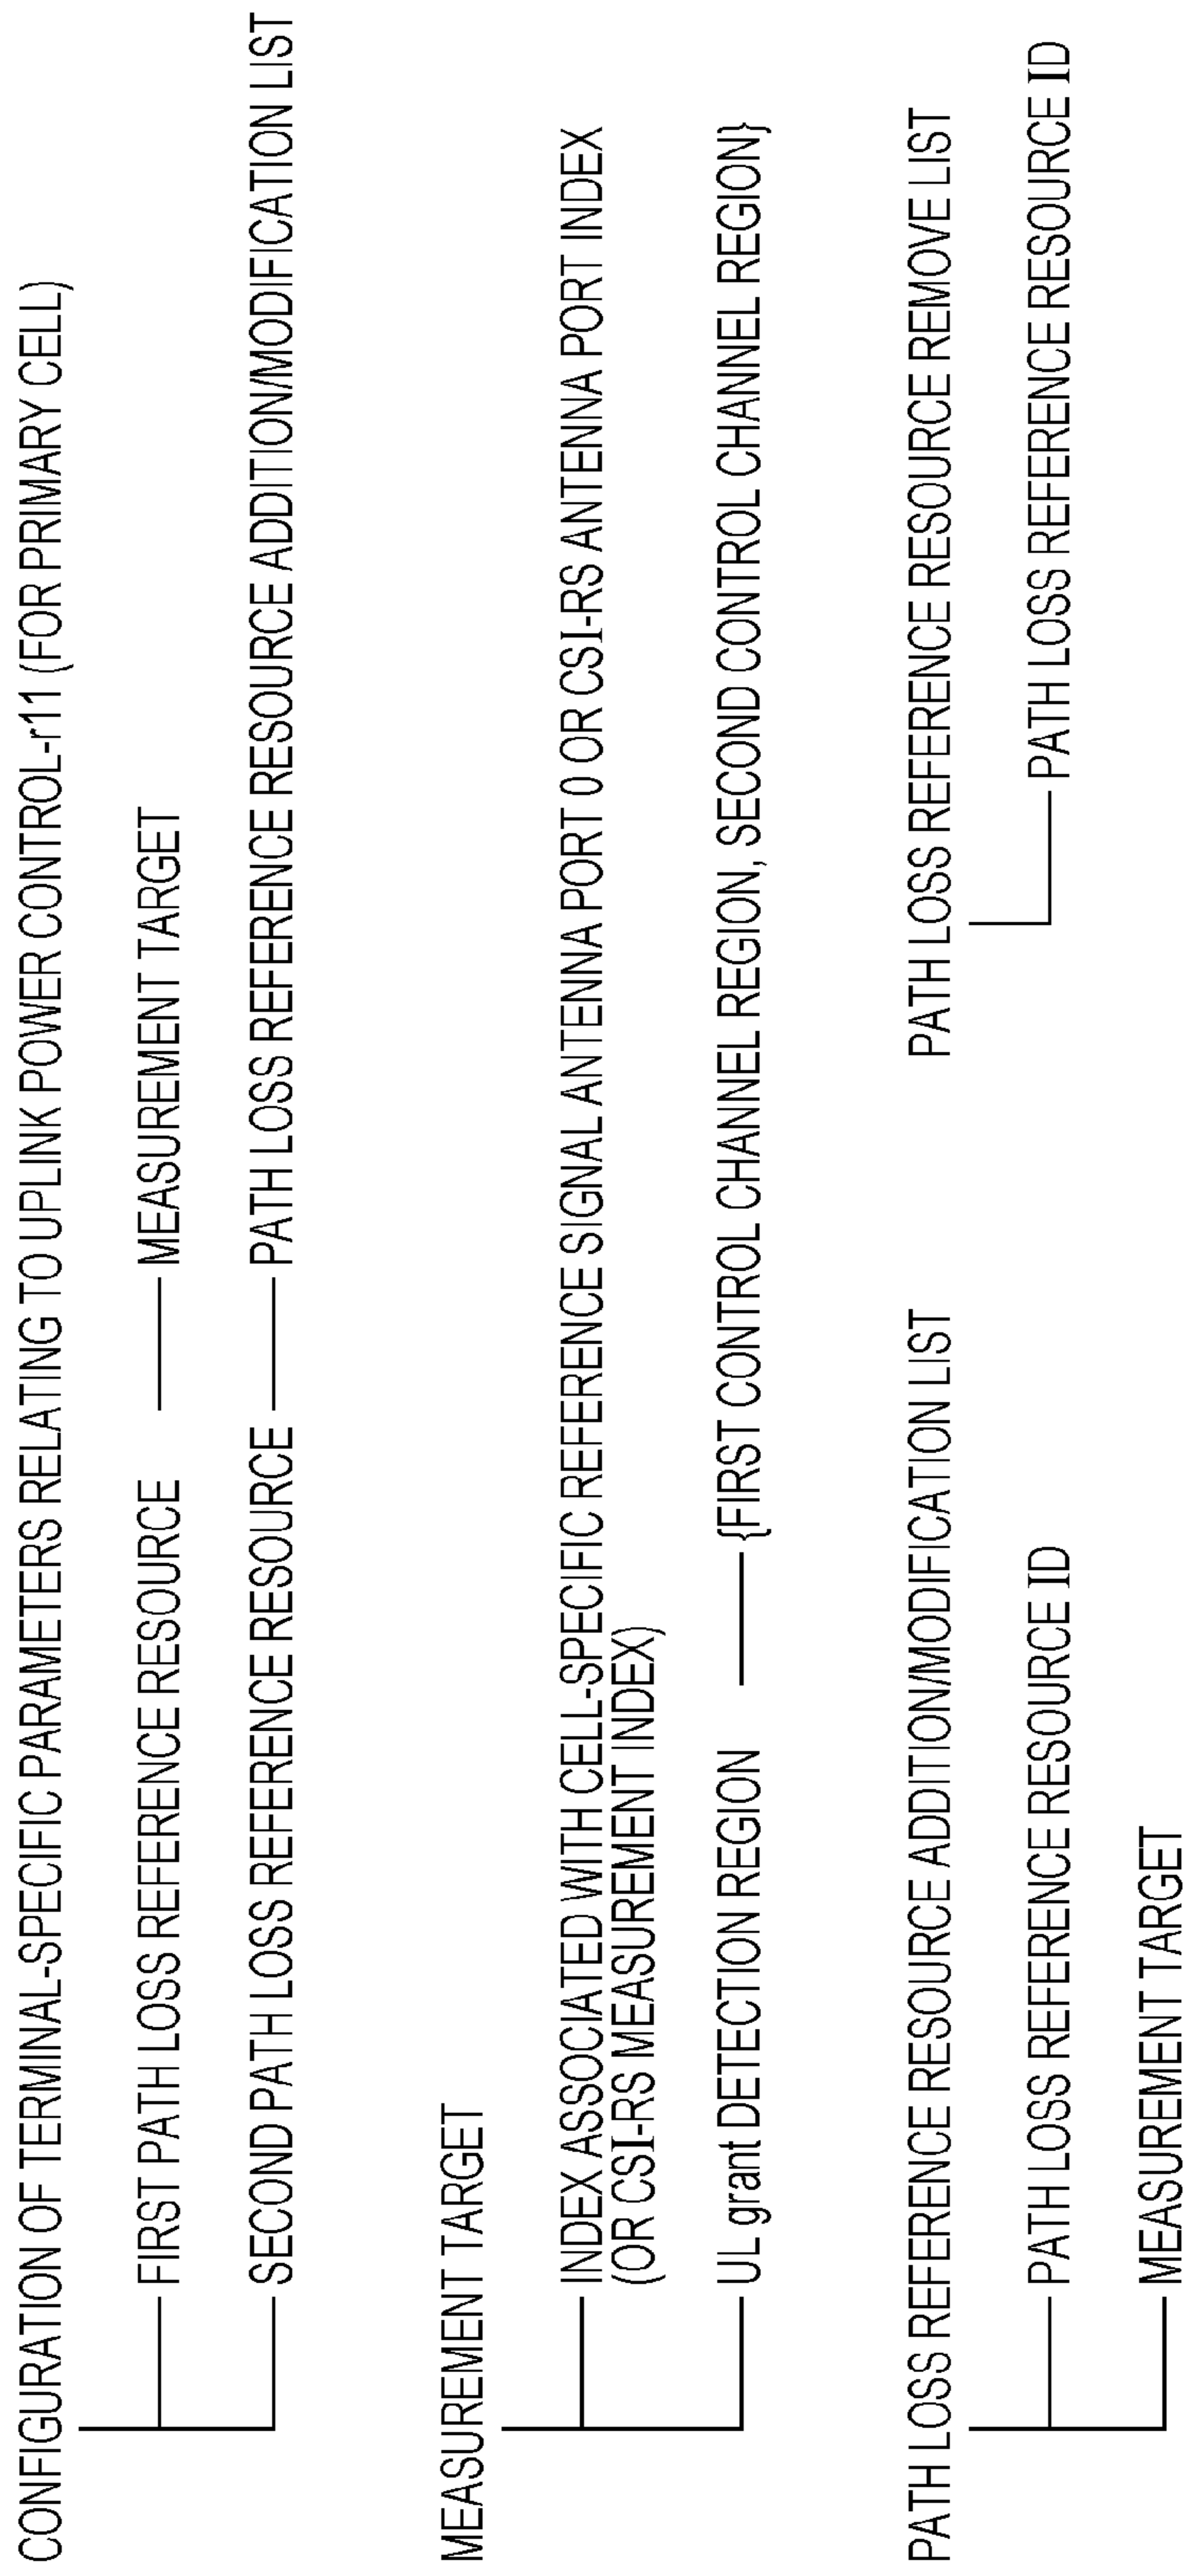 CONFIGURATION OF TERMINAL-SPECIFIC PARAMETERS RELATING TO UPLINK POWER CONTROL-r11 (FOR PRIMARY CELL)
FIRST PATH LOSS REFERENCE RESOURCE MEASUREMENT TARGET
SECOND PATH LOSS REFERENCE RESOURCE PATH LOSS REFERENCE RESOURCE ADDITION/MODIFICATION LIST
MEASUREMENT TARGET
INDEX ASSOCIATED WITH CELL-SPECIFIC REFERENCE SIGNAL ANTENNA PORT 0 OR CSI-RS ANTENNA PORT INDEX
(OR CSI-RS MEASUREMENT INDEX)
UL grant DETECTION REGION {FIRST CONTROL CHANNEL REGION, SECOND CONTROL CHANNEL REGION}
PATH LOSS REFERENCE RESOURCE ADDITION/MODIFICATION LIST
PATH LOSS REFERENCE RESOURCE ID
MEASUREMENT TARGET
PATH LOSS REFERENCE RESOURCE REMOVE LIST
PATH LOSS REFERENCE RESOURCE ID